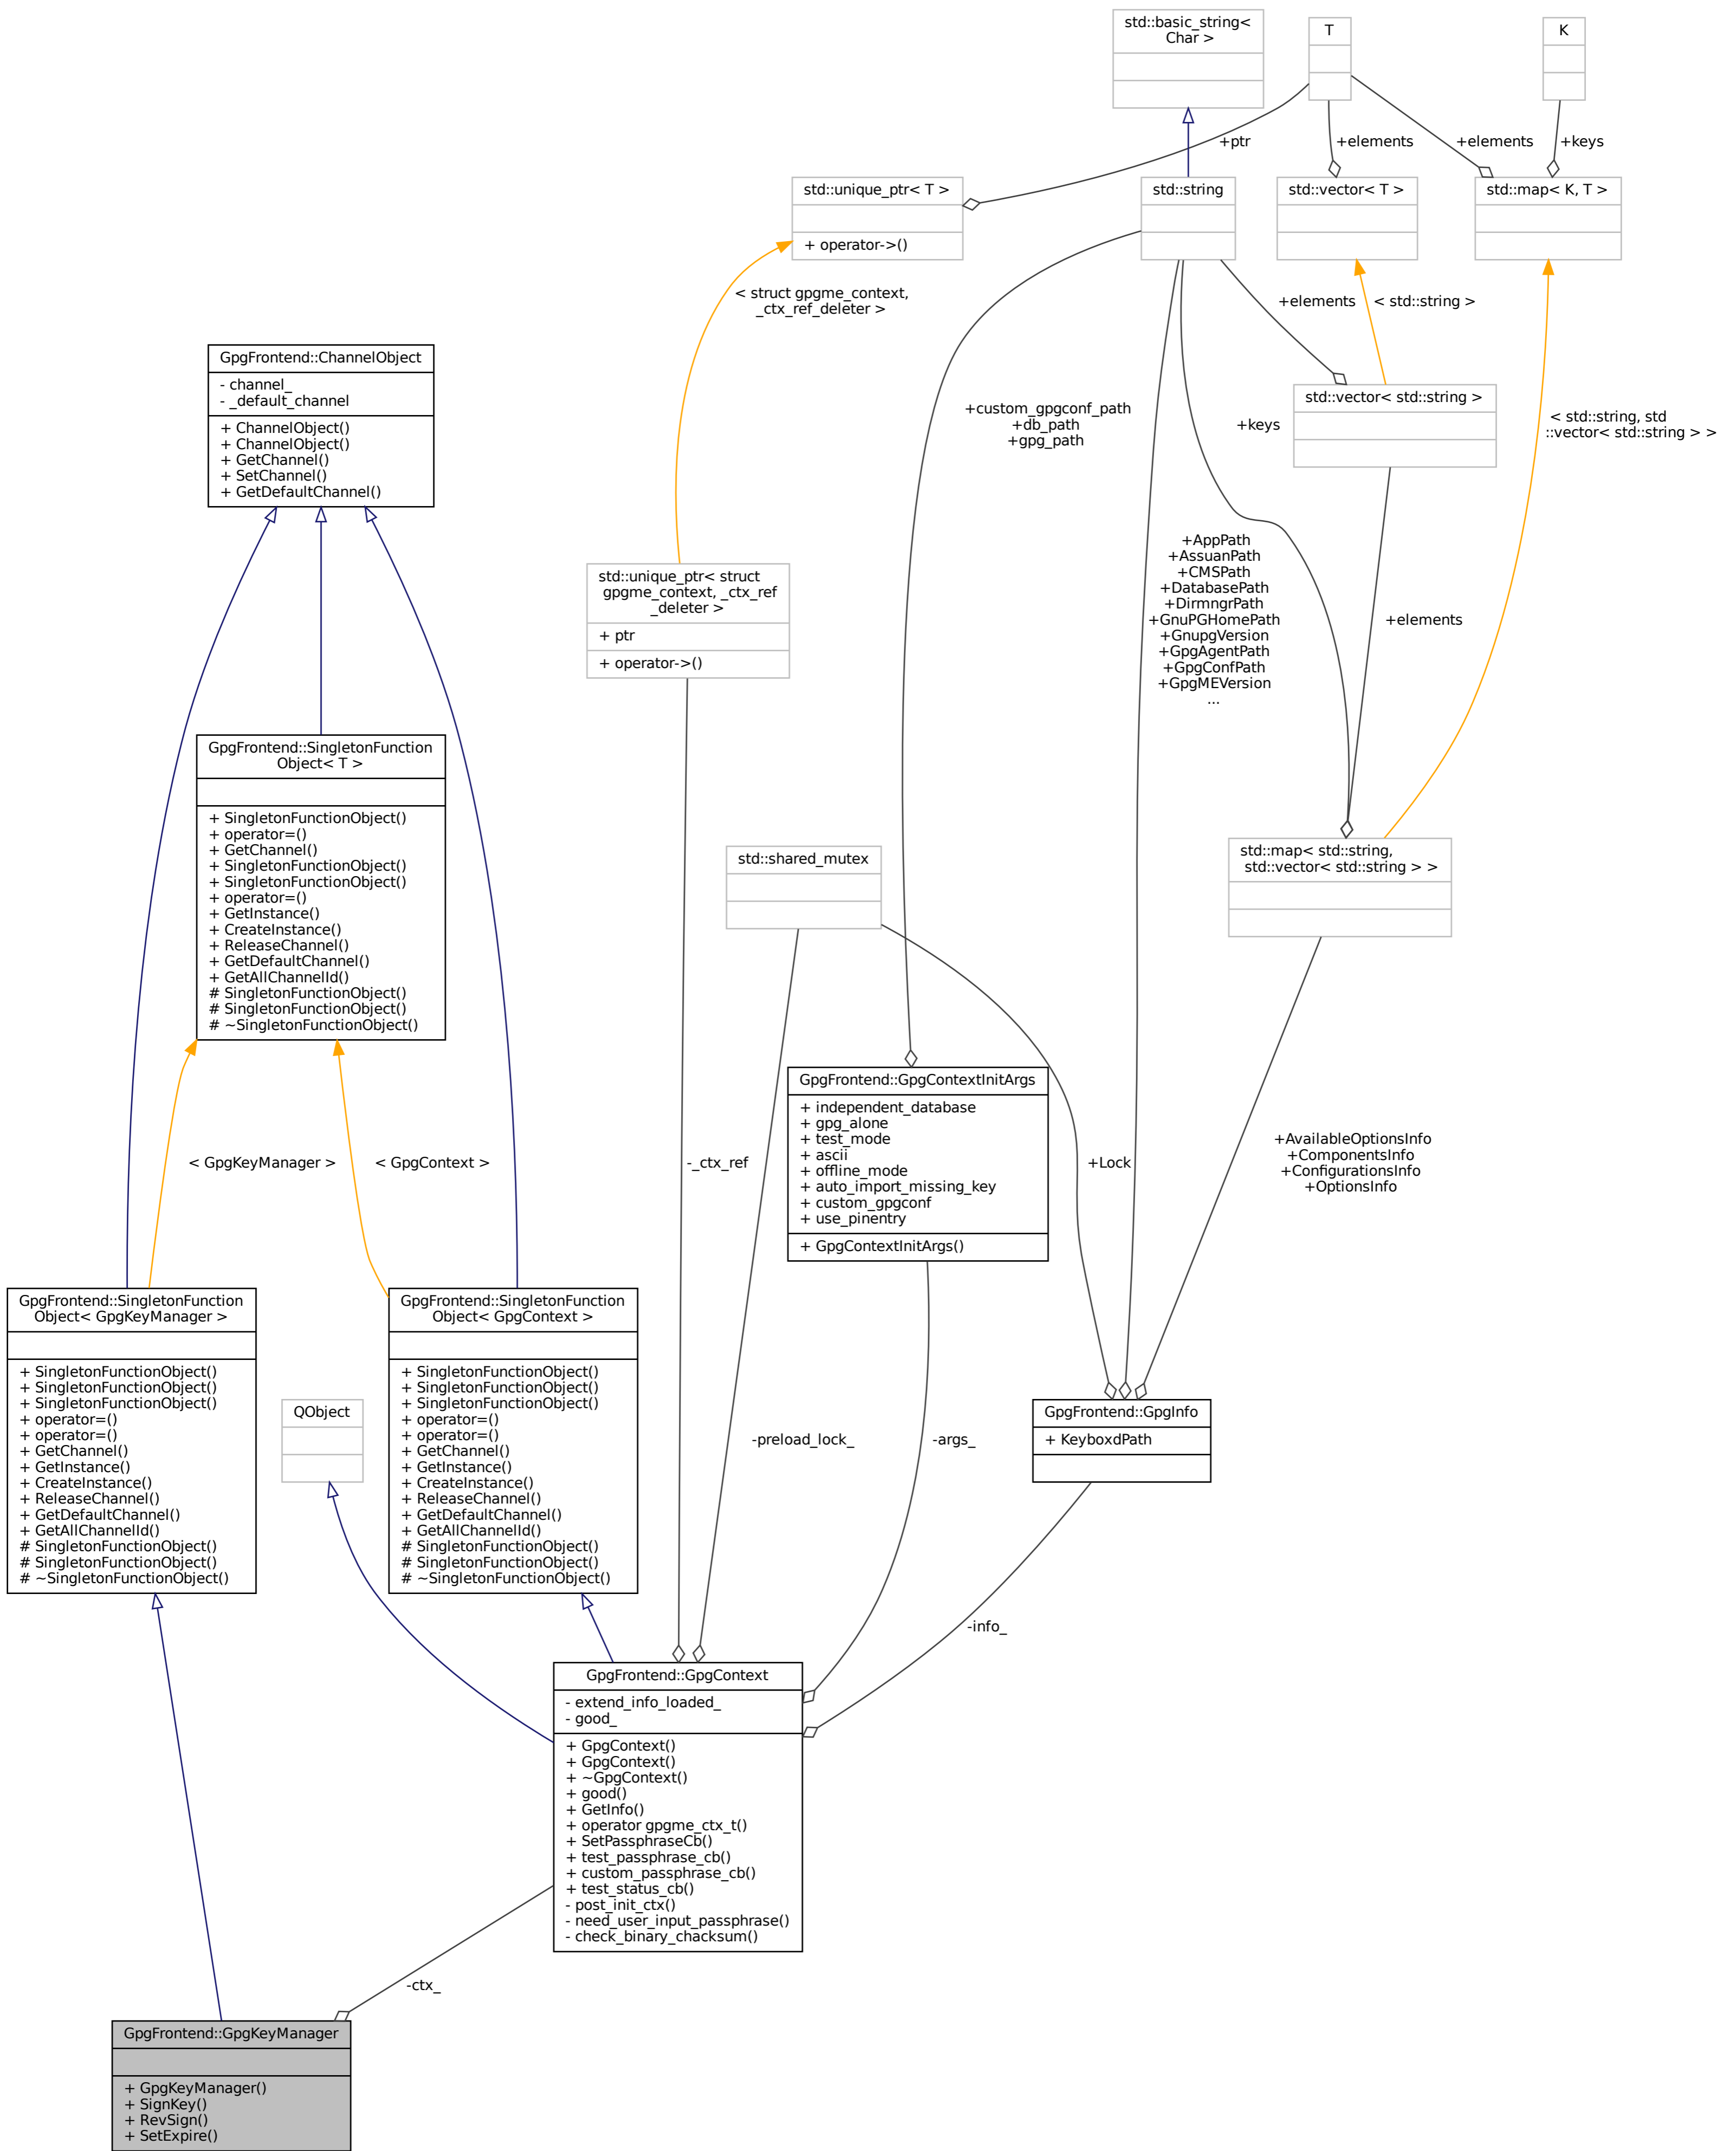 std::basic_string<
Char >
T
K
+ptr
+elements
+elements
+keys
std::unique_ptr< T >
+ operator->()
std::string
std::vector< T >
std::map< K, T >
< struct gpgme_context,
_ctx_ref_deleter >
+elements
< std::string >
GpgFrontend::ChannelObject
- channel_
- _default_channel
+ ChannelObject()
+ ChannelObject()
+ GetChannel()
+ SetChannel()
+ GetDefaultChannel()
+custom_gpgconf_path
+db_path
+gpg_path
+keys
std::vector< std::string >
< std::string, std
::vector< std::string > >
std::unique_ptr< struct
gpgme_context, _ctx_ref
_deleter >
+ ptr
+ operator->()
+AppPath
+AssuanPath
+CMSPath
+DatabasePath
+DirmngrPath
+GnuPGHomePath
+GnupgVersion
+GpgAgentPath
+GpgConfPath
+GpgMEVersion
...
+elements
GpgFrontend::SingletonFunction
Object< T >
+ SingletonFunctionObject()
+ operator=()
+ GetChannel()
+ SingletonFunctionObject()
+ SingletonFunctionObject()
+ operator=()
+ GetInstance()
+ CreateInstance()
+ ReleaseChannel()
+ GetDefaultChannel()
+ GetAllChannelId()
# SingletonFunctionObject()
# SingletonFunctionObject()
# ~SingletonFunctionObject()
std::shared_mutex
std::map< std::string,
std::vector< std::string > >
GpgFrontend::GpgContextInitArgs
+ independent_database
+ gpg_alone
+ test_mode
+ ascii
+ offline_mode
+ auto_import_missing_key
+ custom_gpgconf
+ use_pinentry
+ GpgContextInitArgs()
< GpgKeyManager >
< GpgContext >
-_ctx_ref
+Lock
+AvailableOptionsInfo
+ComponentsInfo
+ConfigurationsInfo
+OptionsInfo
GpgFrontend::SingletonFunction
Object< GpgKeyManager >
+ SingletonFunctionObject()
+ SingletonFunctionObject()
+ SingletonFunctionObject()
+ operator=()
+ operator=()
+ GetChannel()
+ GetInstance()
+ CreateInstance()
+ ReleaseChannel()
+ GetDefaultChannel()
+ GetAllChannelId()
# SingletonFunctionObject()
# SingletonFunctionObject()
# ~SingletonFunctionObject()
QObject
GpgFrontend::SingletonFunction
Object< GpgContext >
+ SingletonFunctionObject()
+ SingletonFunctionObject()
+ SingletonFunctionObject()
+ operator=()
+ operator=()
+ GetChannel()
+ GetInstance()
+ CreateInstance()
+ ReleaseChannel()
+ GetDefaultChannel()
+ GetAllChannelId()
# SingletonFunctionObject()
# SingletonFunctionObject()
# ~SingletonFunctionObject()
-preload_lock_
-args_
GpgFrontend::GpgInfo
+ KeyboxdPath
-info_
GpgFrontend::GpgContext
- extend_info_loaded_
- good_
+ GpgContext()
+ GpgContext()
+ ~GpgContext()
+ good()
+ GetInfo()
+ operator gpgme_ctx_t()
+ SetPassphraseCb()
+ test_passphrase_cb()
+ custom_passphrase_cb()
+ test_status_cb()
- post_init_ctx()
- need_user_input_passphrase()
- check_binary_chacksum()
-ctx_
GpgFrontend::GpgKeyManager
+ GpgKeyManager()
+ SignKey()
+ RevSign()
+ SetExpire()